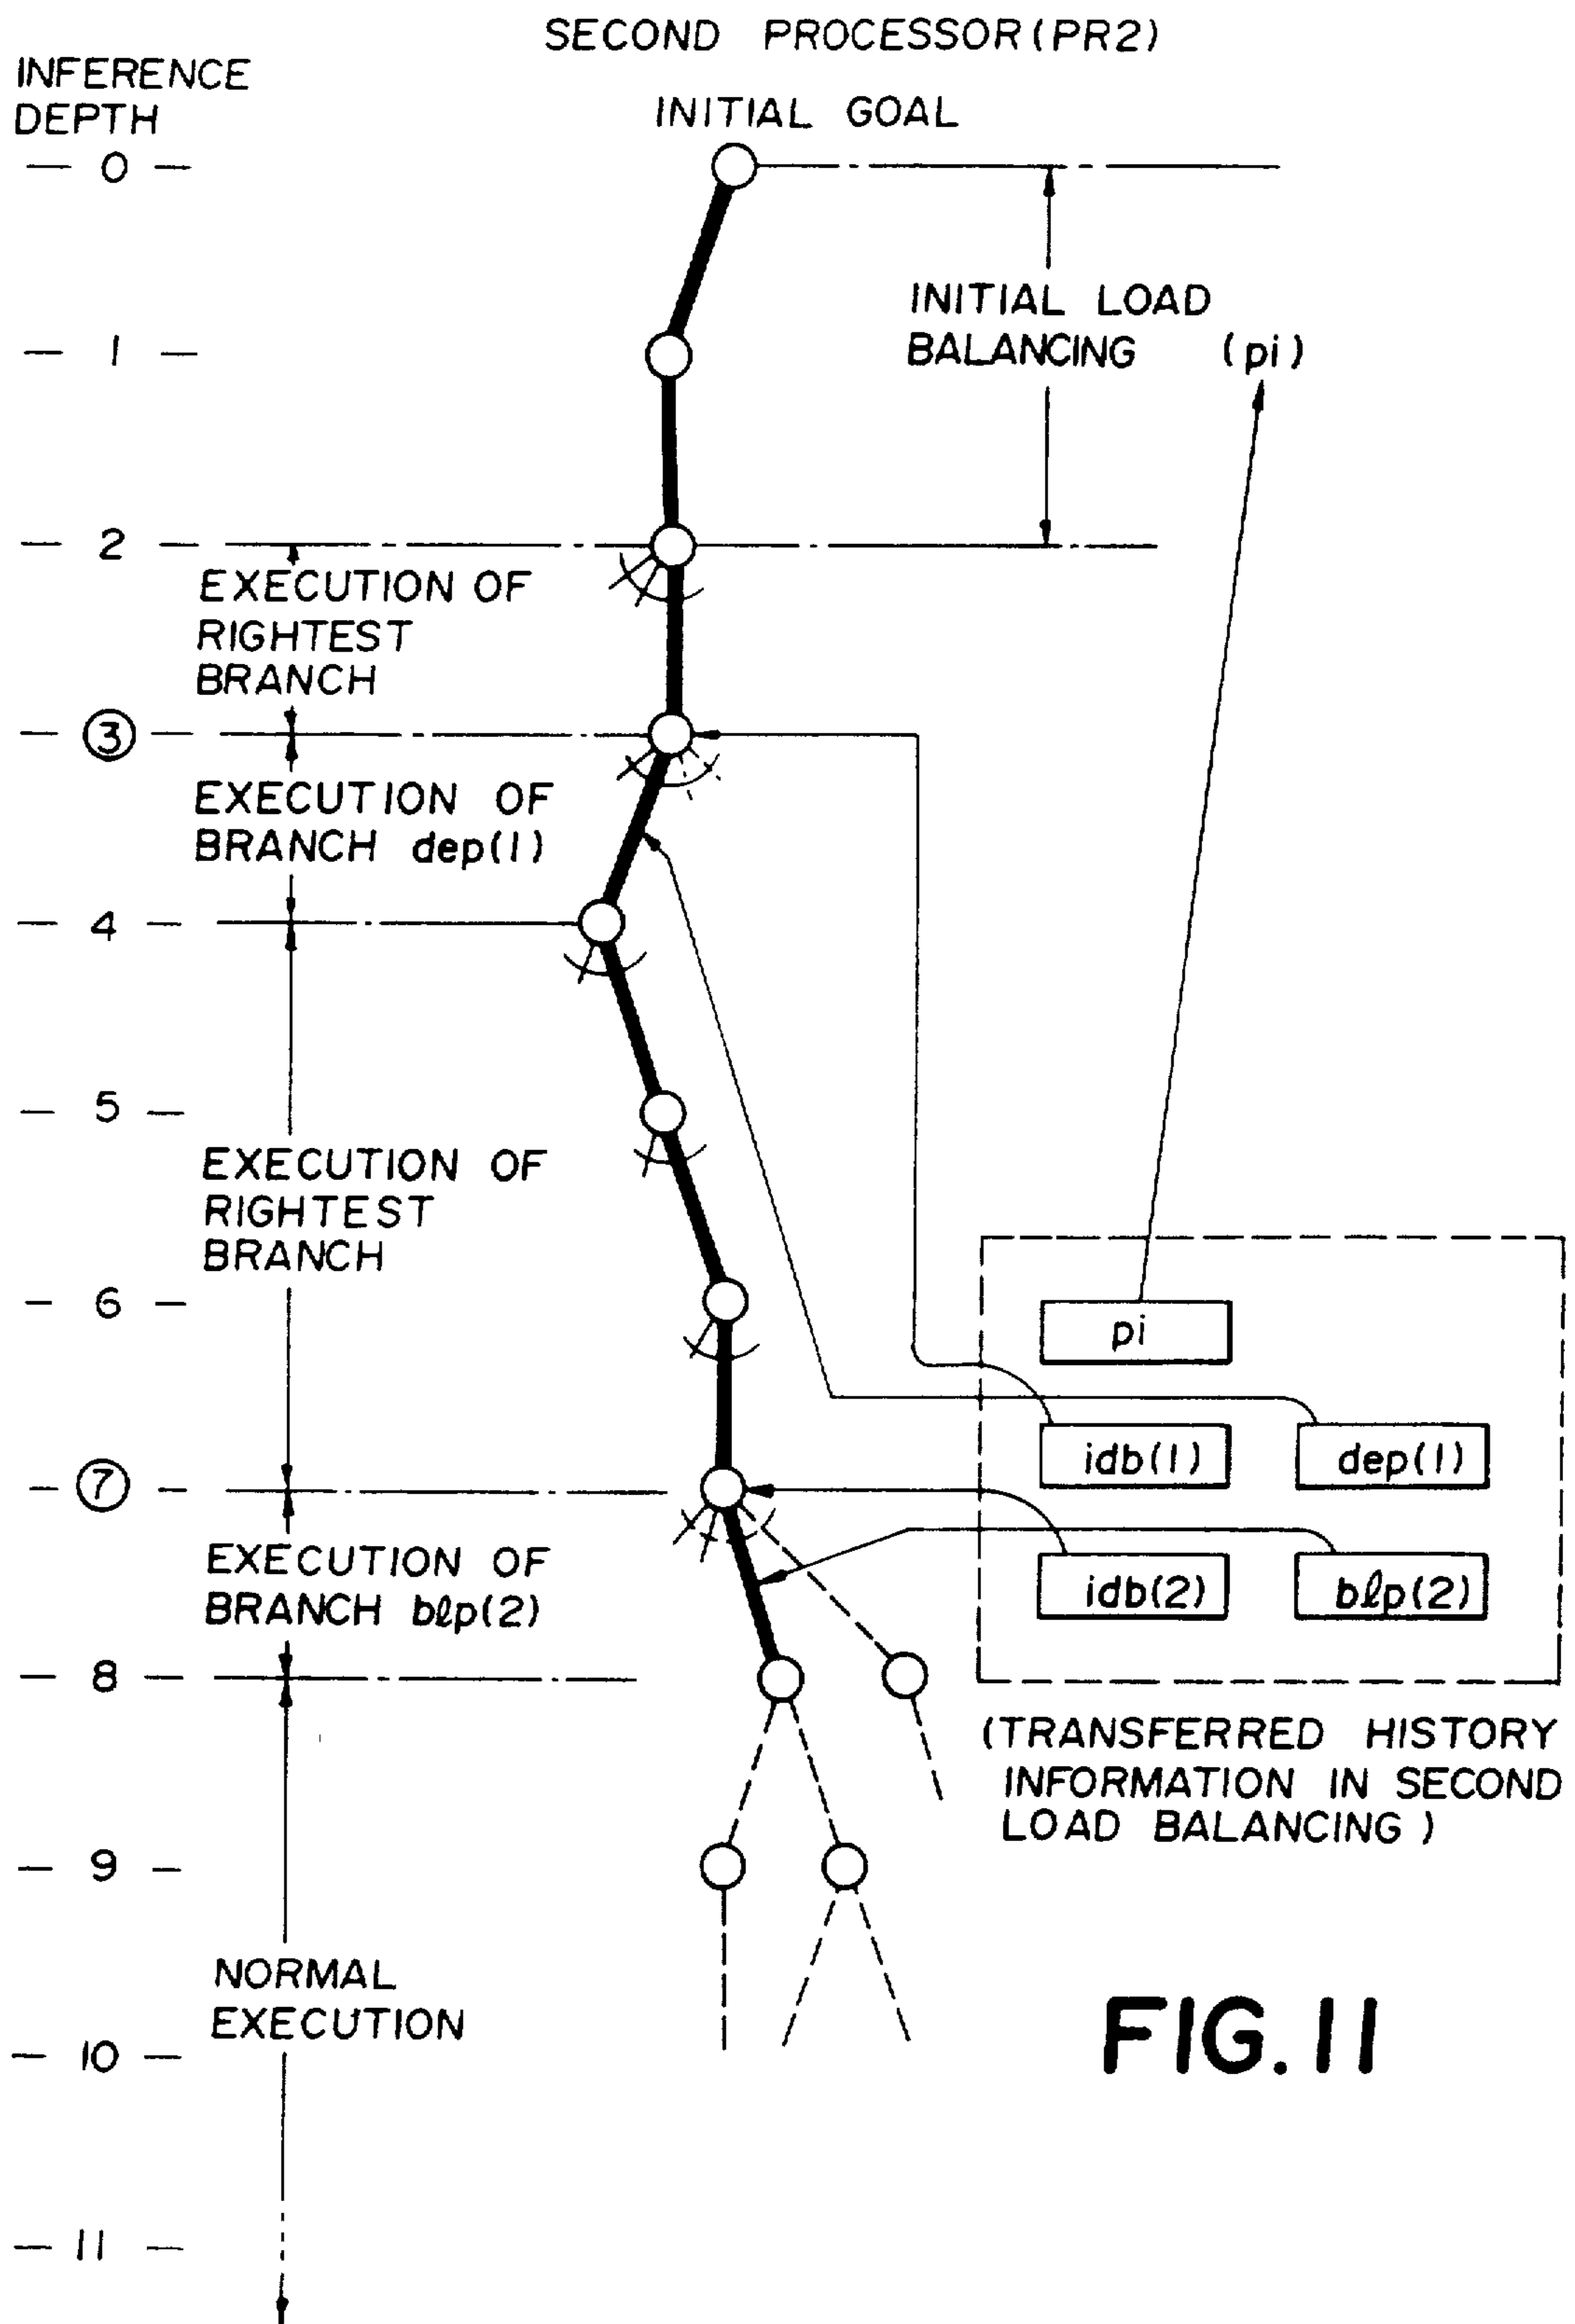 SECOND PROCESSOR (PR2)
INFERENCE
DEPTH
INITIAL GOAL
0
INITIAL LOAD
BALANCING (pi)
1
2
EXECUTION OF
RIGHTEST
BRANCH
3
EXECUTION OF
BRANCH dep(1)
4
5
EXECUTION OF
RIGHTEST
BRANCH
6
pi
idb(1) dep(1)
7
EXECUTION OF
BRANCH blp(2)
idb(2) blp(2)
8
(TRANSFERRED HISTORY
INFORMATION IN SECOND
LOAD BALANCING)
9
NORMAL
EXECUTION
10
11
FIG. 11